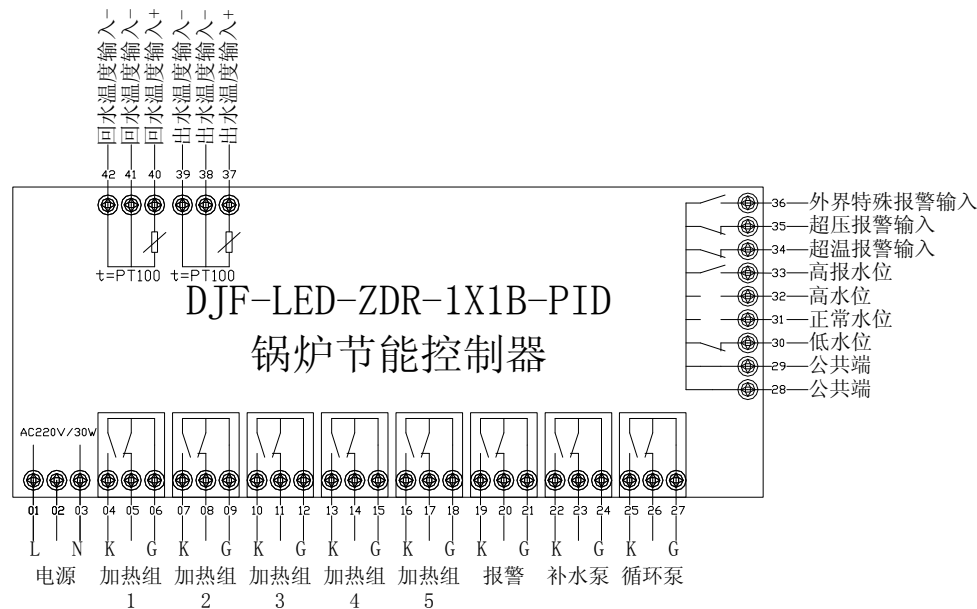 回水温度输入-
回水温度输入-
回水温度输入+
出水温度输入-
出水温度输入-
出水温度输入+
42 41 40 39 38 37
t=PT100 t=PT100
DJF-LED-ZDR-1X1B-PID
锅炉节能控制器
36 外界特殊报警输入
35 超压报警输入
34 超温报警输入
33 高报水位
32 高水位
31 正常水位
30 低水位
29 公共端
28 公共端
AC220V/30W
01 02 03 04 05 06 07 08 09 10 11 12 13 14 15 16 17 18 19 20 21 22 23 24 25 26 27
L N K G K G K G K G K G K G K G K G
电源 加热组 加热组 加热组 加热组 加热组 报警 补水泵 循环泵
1 2 3 4 5